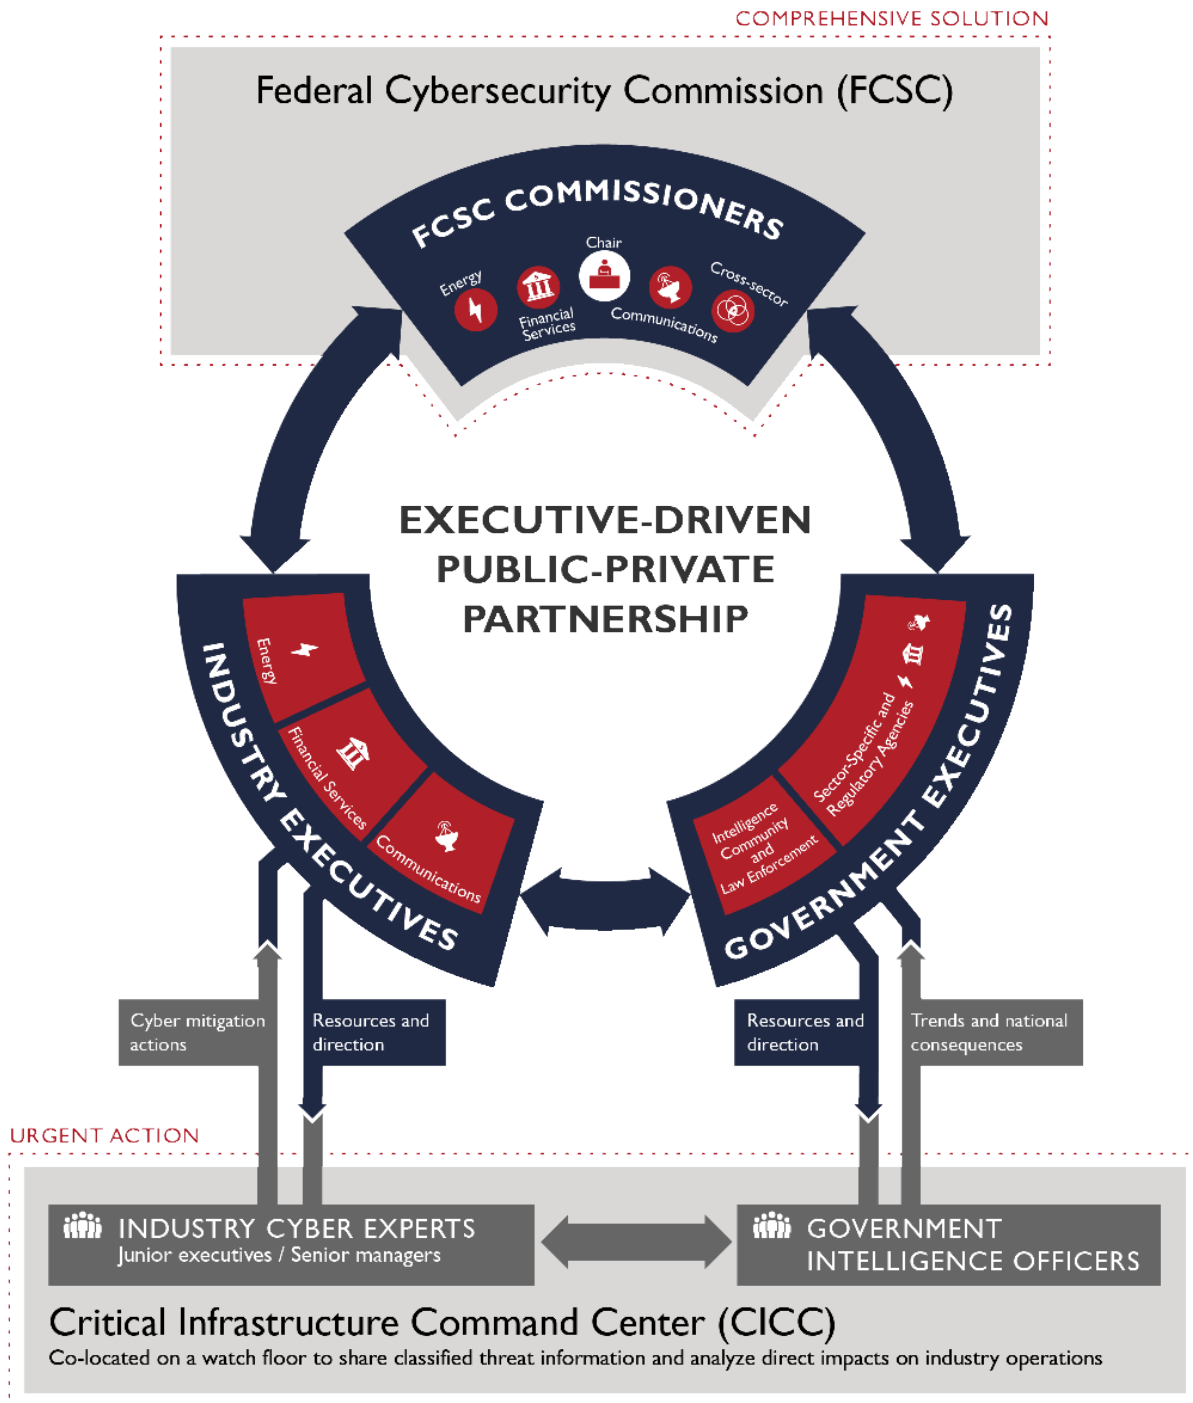 COMPREHENSIVE SOLUTION
Federal Cybersecurity Commission (FCSC)
FCSC COMMISSIONERS
Chair
Energy
Financial
Services
Communications
Cross-sector
EXECUTIVE-DRIVEN
PUBLIC-PRIVATE
PARTNERSHIP
INDUSTRY EXECUTIVES
Energy
Financial Services
Communications
GOVERNMENT EXECUTIVES
Sector-Specific and
Regulatory Agencies
Intelligence
Community
and
Law Enforcement
Cyber mitigation
actions
Resources and
direction
Resources and
direction
Trends and national
consequences
URGENT ACTION
INDUSTRY CYBER EXPERTS
Junior executives / Senior managers
GOVERNMENT
INTELLIGENCE OFFICERS
Critical Infrastructure Command Center (CICC)
Co-located on a watch floor to share classified threat information and analyze direct impacts on industry operations